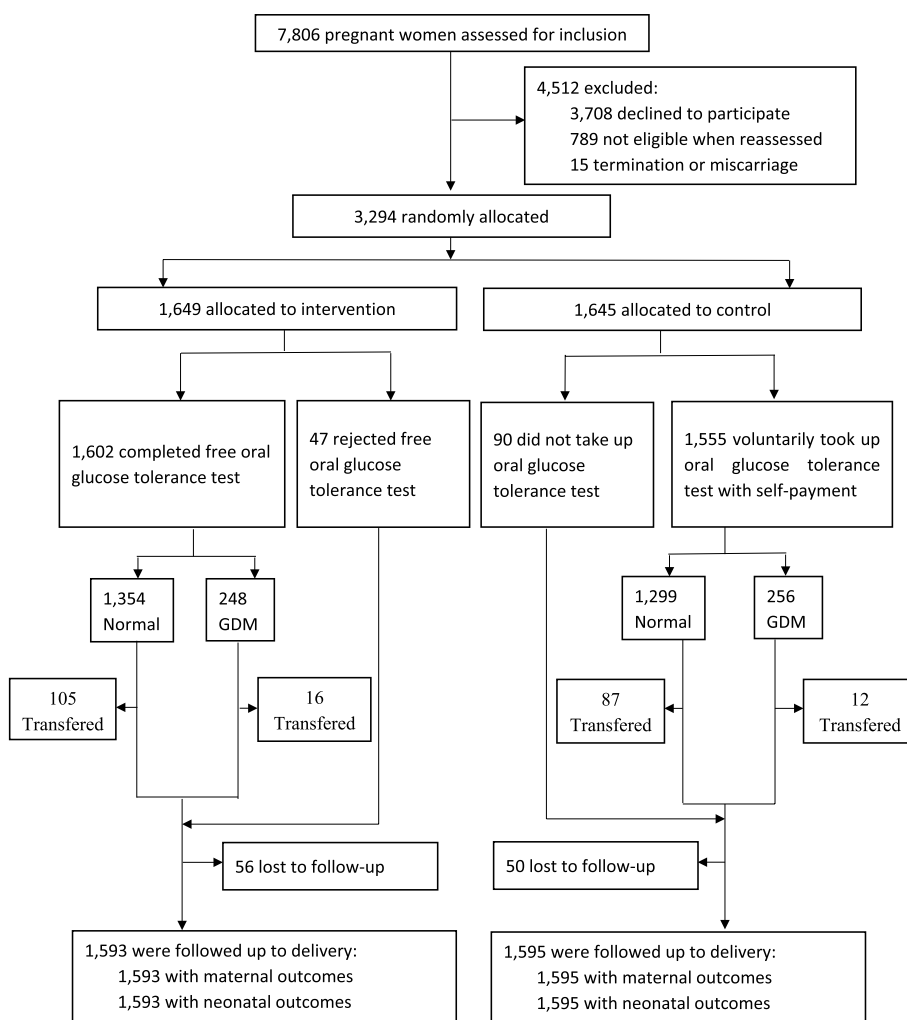 7,806 pregnant women assessed for inclusion
4,512 excluded:
3,708 declined to participate
789 not eligible when reassessed
15 termination or miscarriage
3,294 randomly allocated
1,649 allocated to intervention
1,645 allocated to control
1,602 completed free oral
glucose tolerance test
47 rejected free
oral glucose
tolerance test
90 did not take up
oral glucose
tolerance test
1,555 voluntarily took up
oral glucose tolerance
test with self-payment
1,354
Normal
248
GDM
1,299
Normal
256
GDM
105
Transfered
16
Transfered
87
Transfered
12
Transfered
56 lost to follow-up
50 lost to follow-up
1,593 were followed up to delivery:
1,593 with maternal outcomes
1,593 with neonatal outcomes
1,595 were followed up to delivery:
1,595 with maternal outcomes
1,595 with neonatal outcomes